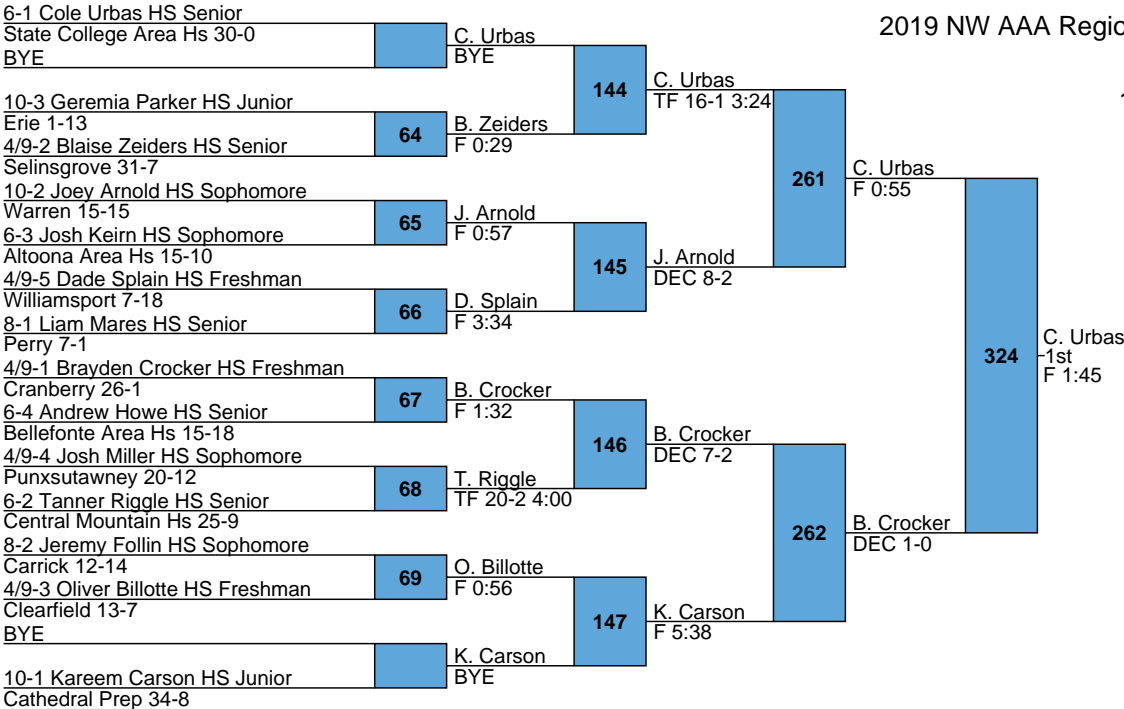 2019 NW AAA Regio
6-1 Cole Urbas HS Senior
State College Area Hs 30-0
BYE
10-3 Geremia Parker HS Junior
Erie 1-13
4/9-2 Blaise Zeiders HS Senior
Selinsgrove 31-7
10-2 Joey Arnold HS Sophomore
Warren 15-15
6-3 Josh Keirn HS Sophomore
Altoona Area Hs 15-10
4/9-5 Dade Splain HS Freshman
Williamsport 7-18
8-1 Liam Mares HS Senior
Perry 7-1
4/9-1 Brayden Crocker HS Freshman
Cranberry 26-1
6-4 Andrew Howe HS Senior
Bellefonte Area Hs 15-18
4/9-4 Josh Miller HS Sophomore
Punxsutawney 20-12
6-2 Tanner Riggle HS Senior
Central Mountain Hs 25-9
8-2 Jeremy Follin HS Sophomore
Carrick 12-14
4/9-3 Oliver Billotte HS Freshman
Clearfield 13-7
BYE
10-1 Kareem Carson HS Junior
Cathedral Prep 34-8
64
65
66
67
68
69
C. Urbas
BYE
B. Zeiders
F 0:29
J. Arnold
F 0:57
D. Splain
F 3:34
B. Crocker
F 1:32
T. Riggle
TF 20-2 4:00
O. Billotte
F 0:56
K. Carson
BYE
144
145
146
147
C. Urbas
TF 16-1 3:24
J. Arnold
DEC 8-2
B. Crocker
DEC 7-2
K. Carson
F 5:38
261
262
C. Urbas
F 0:55
B. Crocker
DEC 1-0
324
C. Urbas
1st
F 1:45